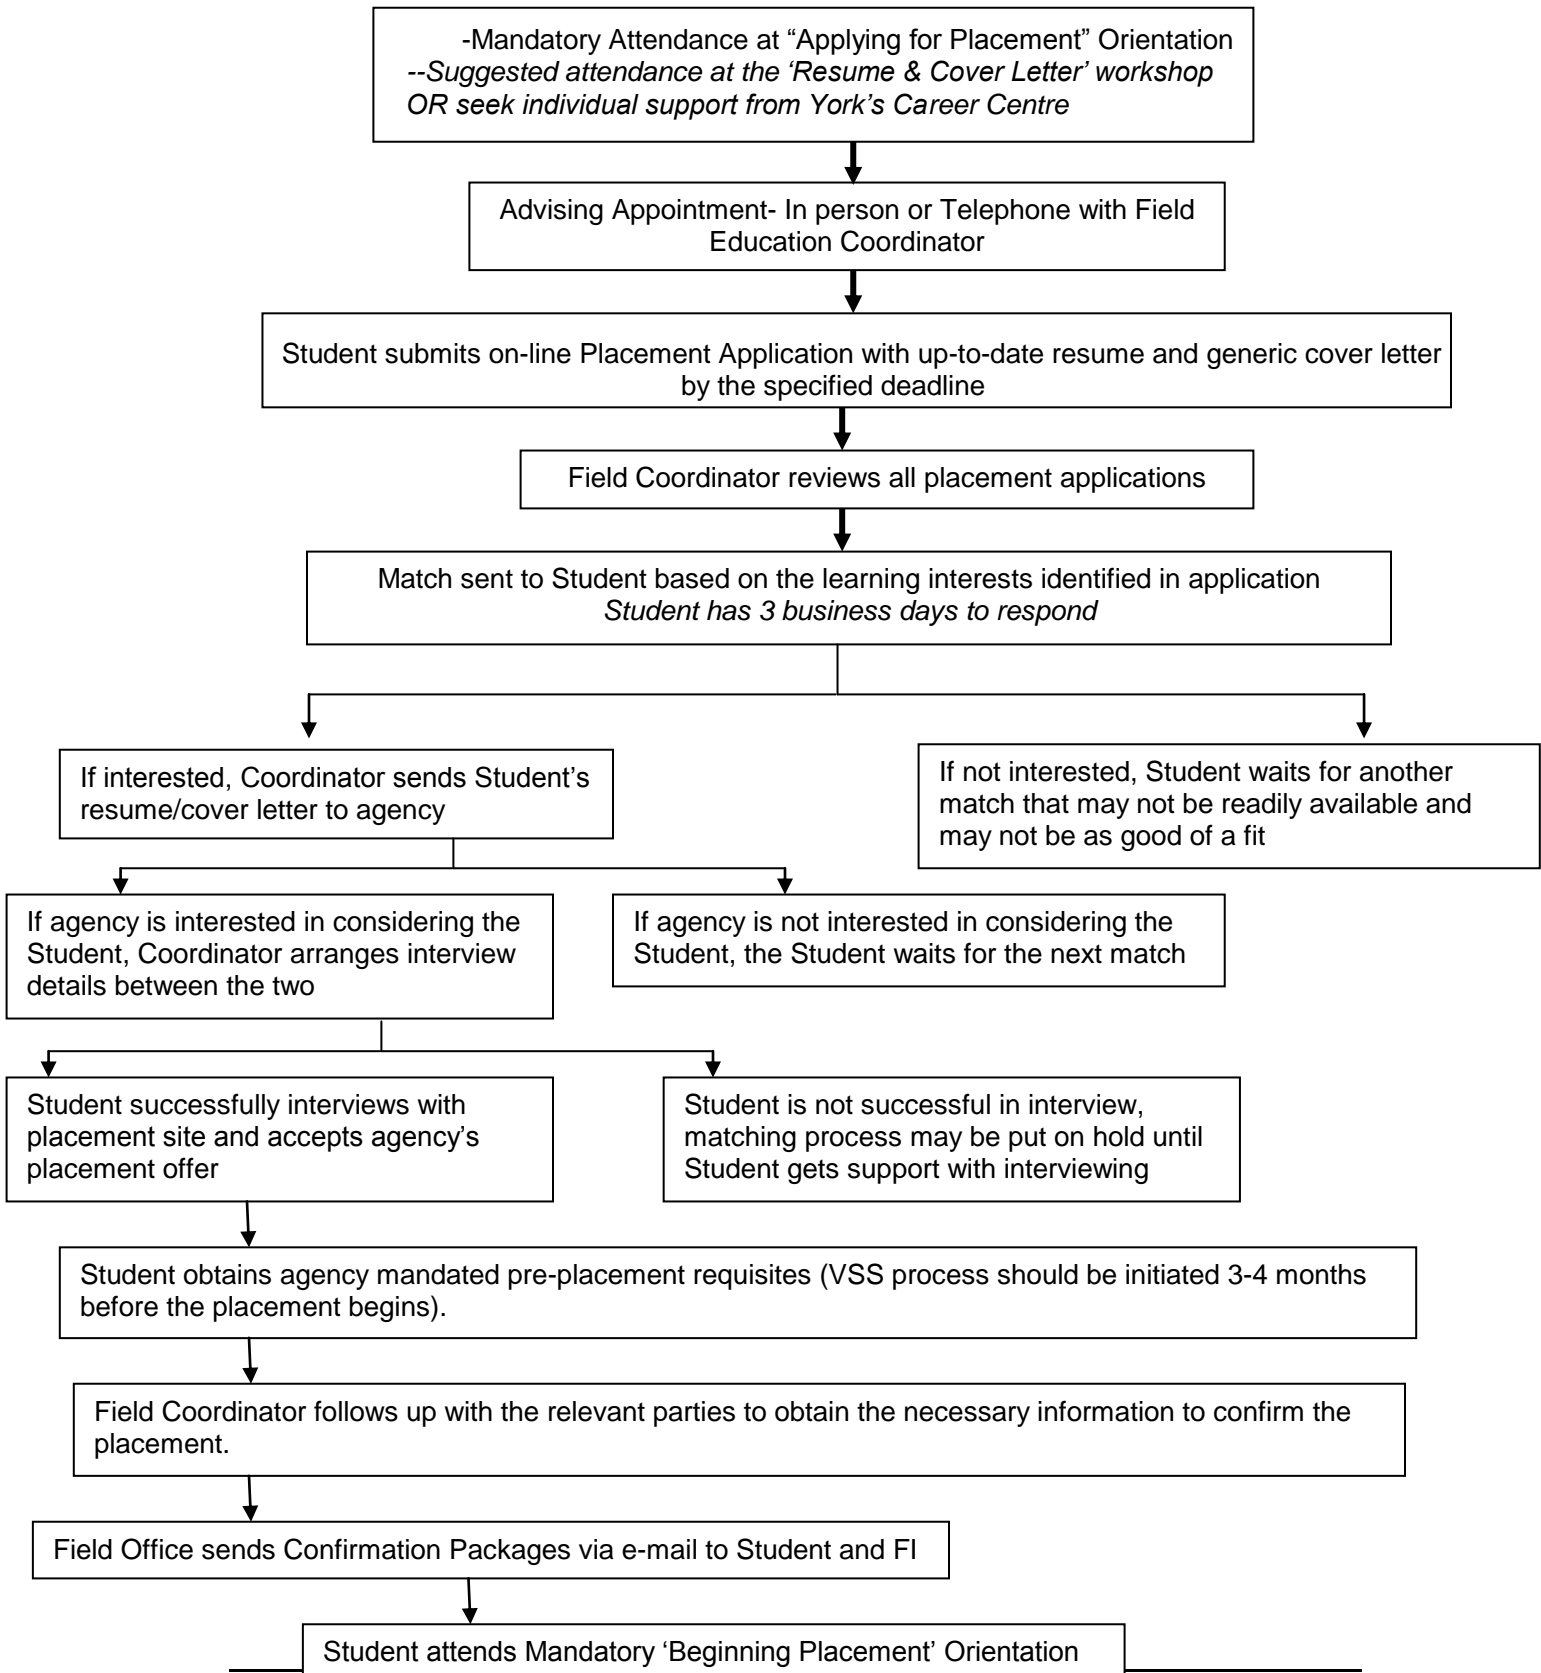 -Mandatory Attendance at “Applying for Placement” Orientation
--Suggested attendance at the ‘Resume & Cover Letter’ workshop
OR seek individual support from York’s Career Centre
Advising Appointment- In person or Telephone with Field
Education Coordinator
Student submits on-line Placement Application with up-to-date resume and generic cover letter
by the specified deadline
Field Coordinator reviews all placement applications
Match sent to Student based on the learning interests identified in application
Student has 3 business days to respond
If interested, Coordinator sends Student’s
resume/cover letter to agency
If not interested, Student waits for another
match that may not be readily available and
may not be as good of a fit
If agency is interested in considering the
Student, Coordinator arranges interview
details between the two
If agency is not interested in considering the
Student, the Student waits for the next match
Student successfully interviews with
placement site and accepts agency’s
placement offer
Student is not successful in interview,
matching process may be put on hold until
Student gets support with interviewing
Student obtains agency mandated pre-placement requisites (VSS process should be initiated 3-4 months
before the placement begins).
Field Coordinator follows up with the relevant parties to obtain the necessary information to confirm the
placement.
Field Office sends Confirmation Packages via e-mail to Student and FI
Student attends Mandatory ‘Beginning Placement’ Orientation